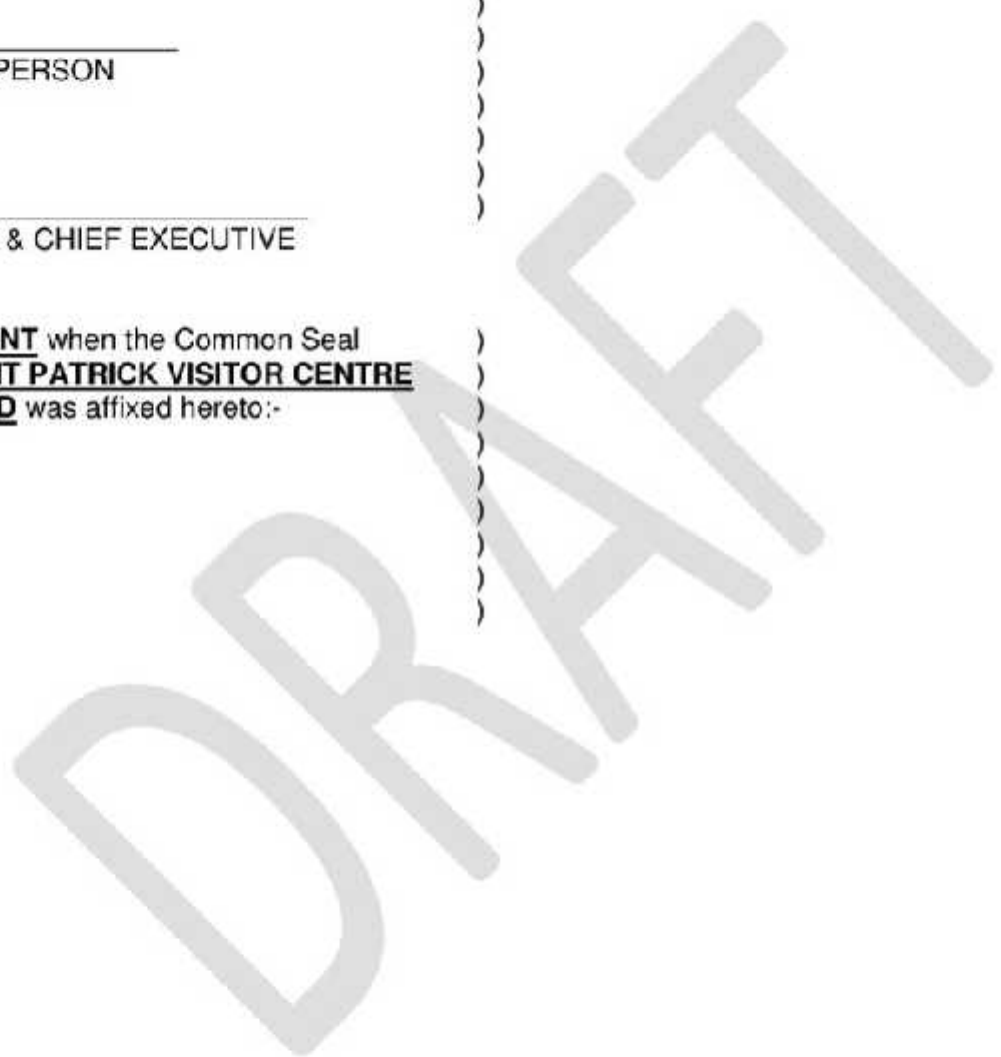 )
)
PERSON )
)
)
)
)
& CHIEF EXECUTIVE
NT when the Common Seal )
PATRICK VISITOR CENTRE )
D was affixed hereto:- )
)
)
)
)
)
)
DRAFT